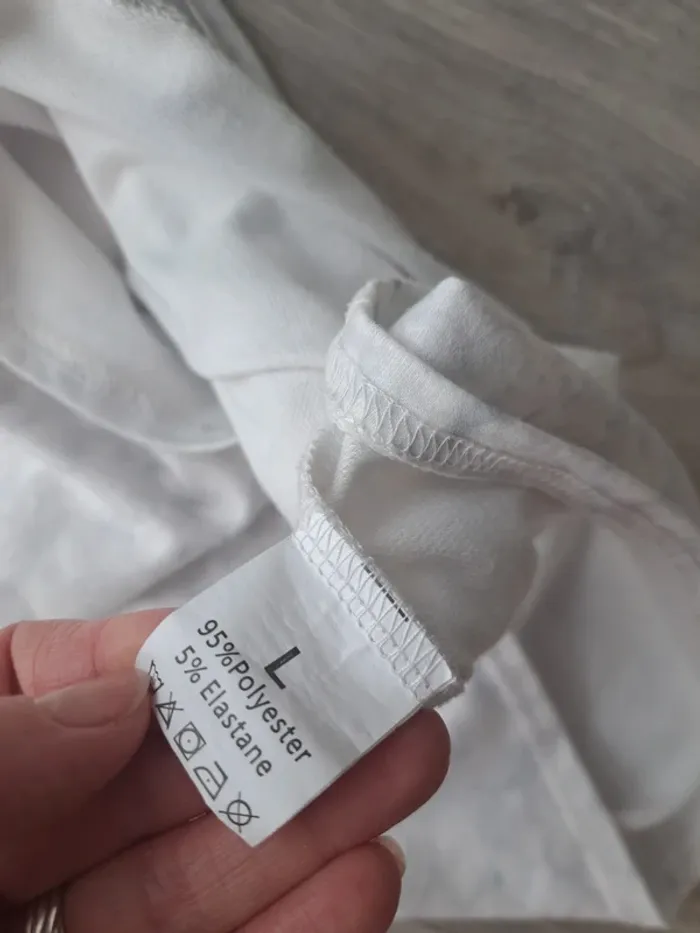 L
95%Polyester
5% Elastane